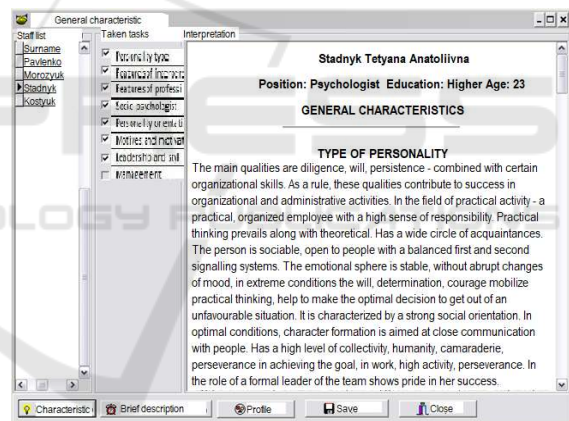 General characteristic
Staff list
Taken tasks
Interpretation
Surname
Pavlenko
Morozyuk
Stadnyk
Kostyuk
Personality type
Features of
Features of professi
Socio psychologist
Personality orientati
Motives and motivat
Leadership and
Management
Stadnyk Tetyana Anatoliivna
Position: Psychologist Education: Higher Age: 23
GENERAL CHARACTERISTICS
TYPE OF PERSONALITY
The main qualities are diligence, will, persistence - combined with certain
organizational skills. As a rule, these qualities contribute to success in
organizational and administrative activities. In the field of practical activity - a
practical, organized employee with a high sense of responsibility. Practical
thinking prevails along with theoretical. Has a wide circle of acquaintances.
The person is sociable, open to people with a balanced first and second
signalling systems. The emotional sphere is stable, without abrupt changes
of mood, in extreme conditions the will, determination, courage mobilize
practical thinking, help to make the optimal decision to get out of an
unfavourable situation. It is characterized by a strong social orientation. In
optimal conditions, character formation is aimed at close communication
with people. Has a high level of collectivity, humanity, camaraderie,
perseverance in achieving the goal, in work, high activity, perseverance. In
the role of a formal leader of the team shows pride in her success.
Characteristic
Brief description
Profile
Save
Close